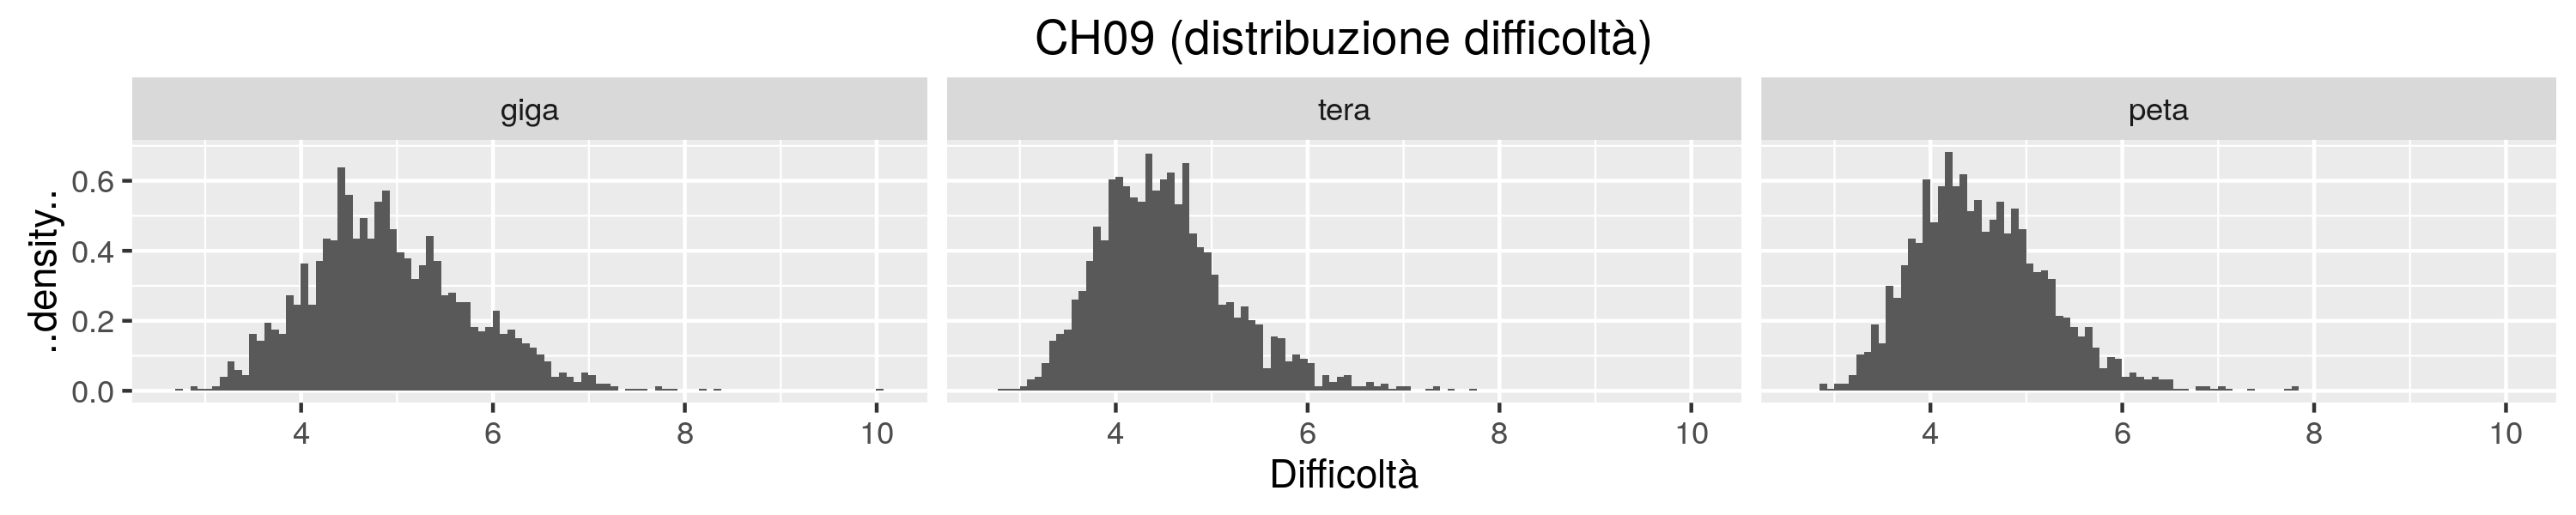 CH09 (distribuzione difficoltà)
giga tera peta
..density..
0.6
0.4
0.2
0.0
4 6 8 10 4 6 8 10 4 6 8 10
Difficoltà